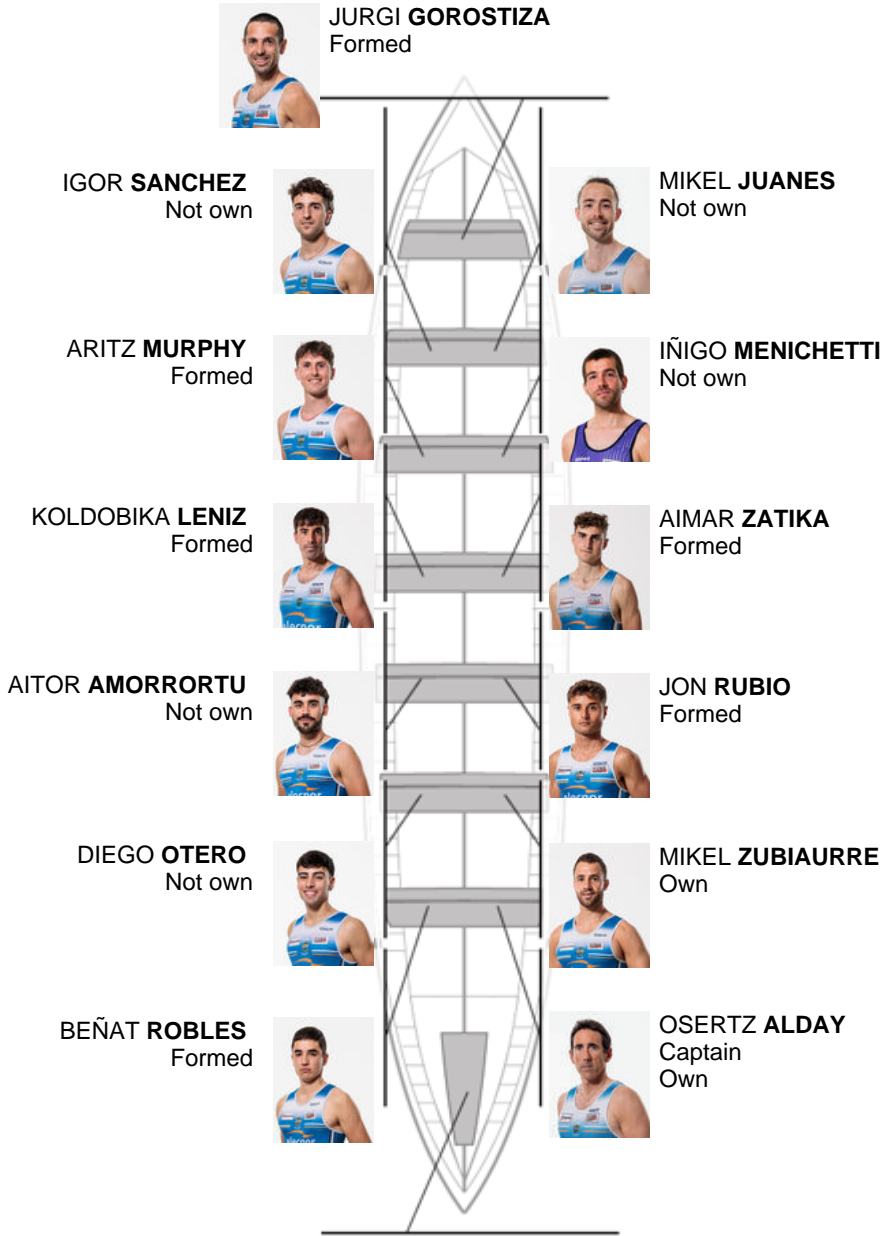 JURGI GOROSTIZA
Formed
IGOR SANCHEZ
Not own
MIKEL JUANES
Not own
ARITZ MURPHY
Formed
IÑIGO MENICHETTI
Not own
KOLDOBIKA LENIZ
Formed
AIMAR ZATIKA
Formed
AITOR AMORRORTU
Not own
JON RUBIO
Formed
DIEGO OTERO
Not own
MIKEL ZUBIAURRE
Own
BEÑAT ROBLES
Formed
OSERTZ ALDAY
Captain
Own